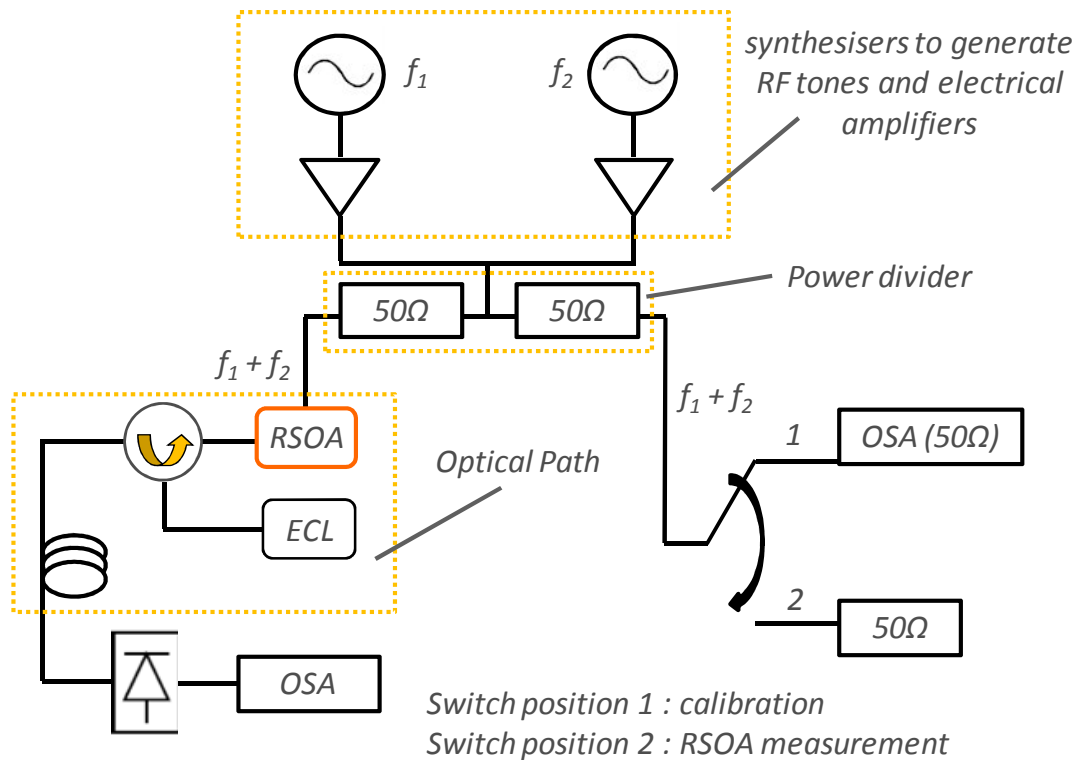 f1
f2
synthesisers to generate
RF tones and electrical
amplifiers
Power divider
50Ω
50Ω
f1 + f2
f1 + f2
RSOA
ECL
Optical Path
1
OSA (50Ω)
2
50Ω
OSA
Switch position 1 : calibration
Switch position 2 : RSOA measurement